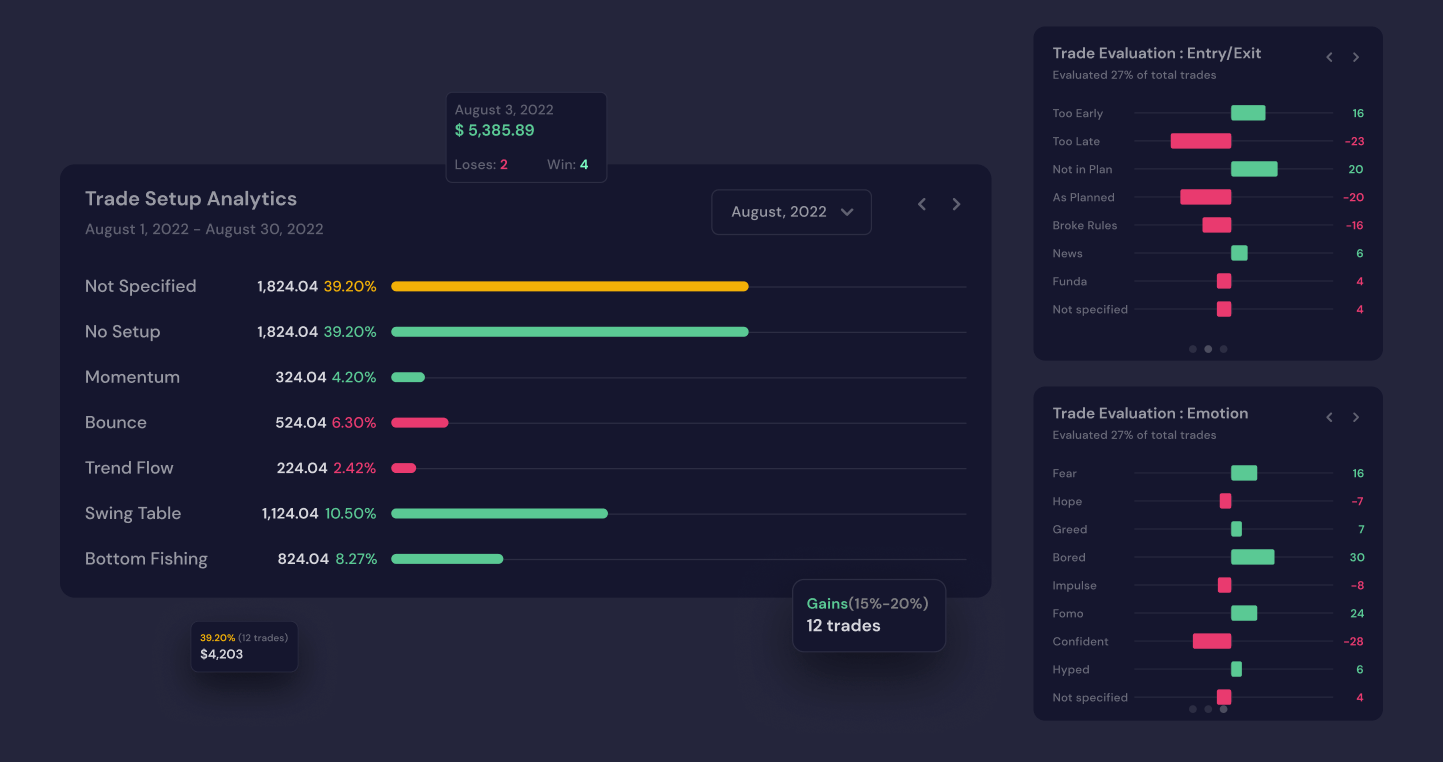 August 3, 2022
$ 5,385.89
Loses: 2 Win: 4
Trade Setup Analytics
August 1, 2022 - August 30, 2022
August, 2022
Not Specified 1,824.04 39.20%
No Setup 1,824.04 39.20%
Momentum 324.04 4.20%
Bounce 524.04 6.30%
Trend Flow 224.04 2.42%
Swing Table 1,124.04 10.50%
Bottom Fishing 824.04 8.27%
Gains(15%-20%)
12 trades
39.20% (12 trades)
$4,203
Trade Evaluation : Entry/Exit
Evaluated 27% of total trades
Too Early 16
Too Late -23
Not in Plan 20
As Planned -20
Broke Rules -16
News 6
Funda 4
Not specified 4
Trade Evaluation : Emotion
Evaluated 27% of total trades
Fear 16
Hope -7
Greed 7
Bored 30
Impulse -8
Fomo 24
Confident -28
Hyped 6
Not specified 4